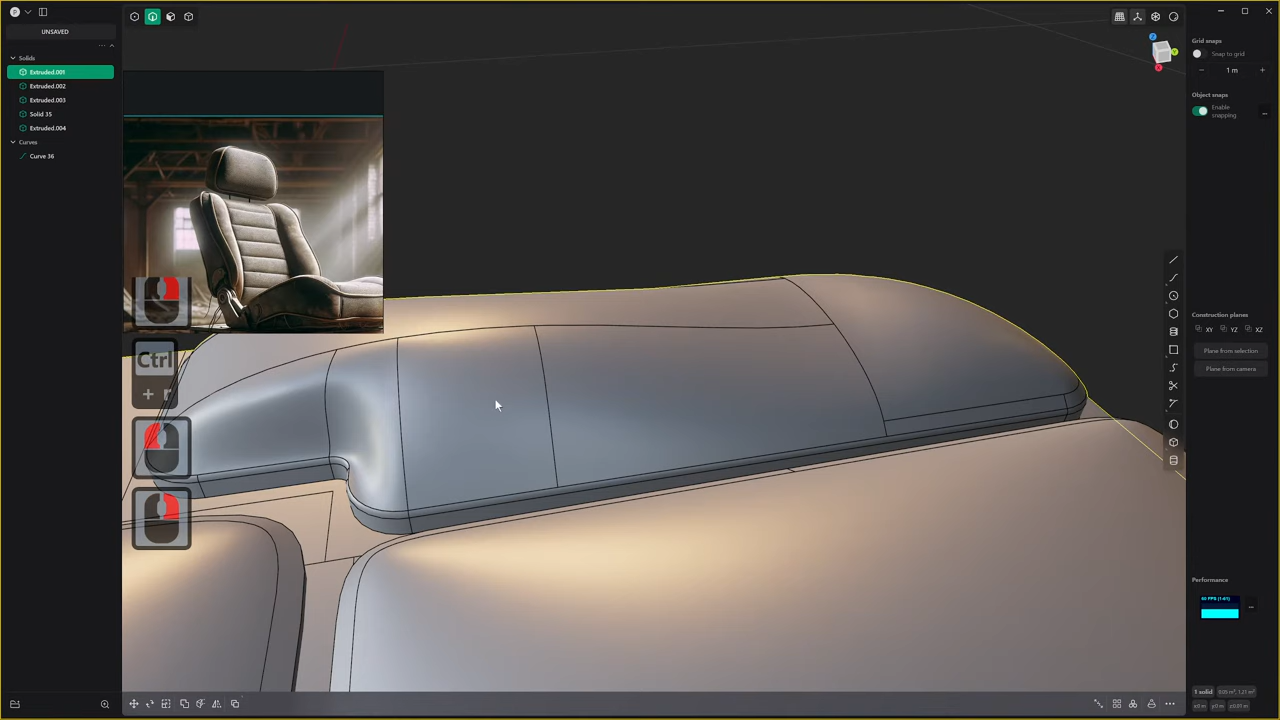 UNSAVED
Solids
Extruded.001
Extruded.002
Extruded.003
Solid 35
Extruded.004
Curves
Curve 36
Ctrl
+ r
Grid snaps
Snap to grid
1 m
Object snaps
Enable
snapping
Construction planes
XY YZ XZ
Plane from selection
Plane from camera
Performance
1 solid